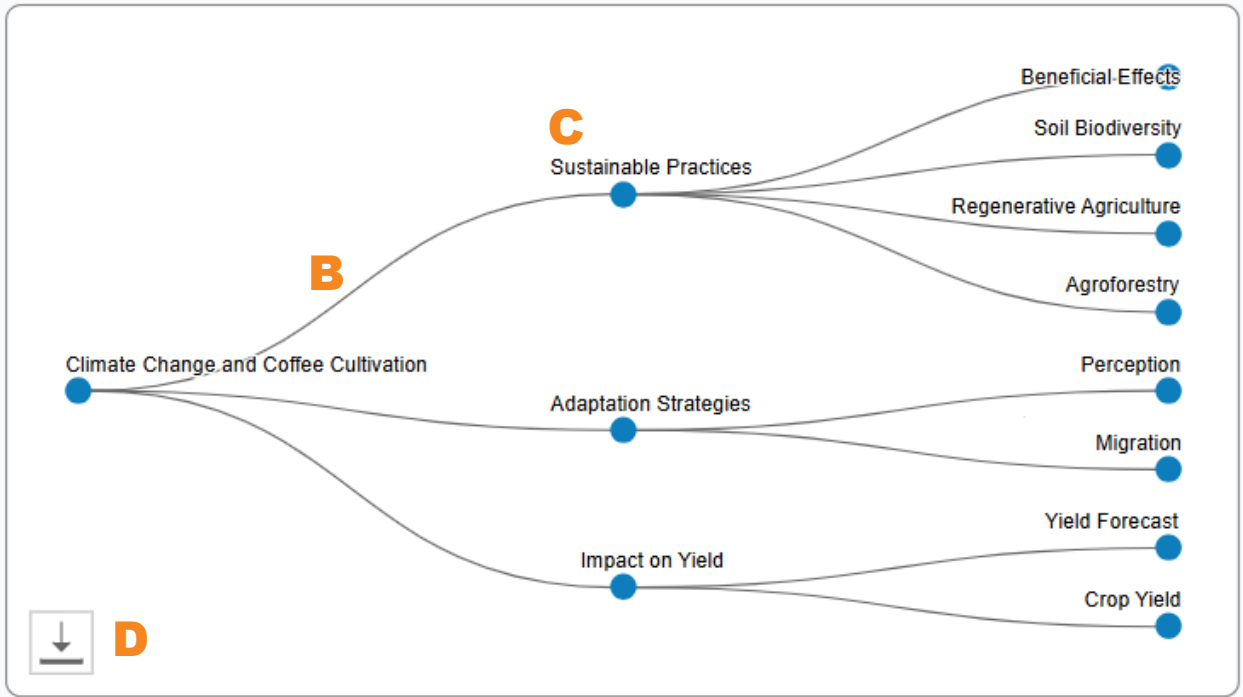 Beneficial Effects
C
Soil Biodiversity
Sustainable Practices
Regenerative Agriculture
B
Agroforestry
Climate Change and Coffee Cultivation
Perception
Adaptation Strategies
Migration
Yield Forecast
Impact on Yield
Crop Yield
D